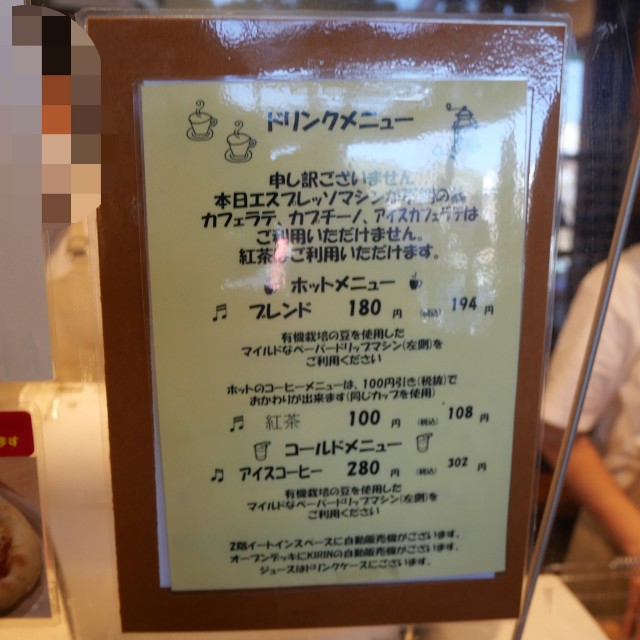 ドリンクメニュー
申し訳ございません
本日エスプレッソマシンが不調の為
カフェラテ、カプチーノ、アイスカフェラテは
ご利用いただけません。
紅茶はご利用いただけます。
ホットメニュー
ブレンド 180 円 (税込) 194 円
有機栽培の豆を使用した
マイルドなペーパードリップマシン(左側)を
ご利用ください
ホットのコーヒーメニューは、100円引き(税抜)で
おかわりが出来ます(同じカップを使用)
紅茶 100 円 (税込) 108 円
コールドメニュー
アイスコーヒー 280 円 (税込) 302 円
有機栽培の豆を使用した
マイルドなペーパードリップマシン(左側)を
ご利用ください
2階イートインスペースに自動販売機がございます。
オープンデッキにKIRINの自動販売機がございます。
ジュースはドリンクケースにございます。
ます